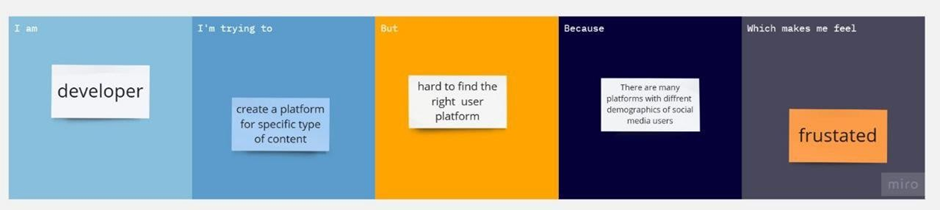 I am
developer
I'm trying to
create a platform
for specific type
of content
But
hard to find the
right user
platform
Because
There are many
platforms with diffrent
demographics of social
media users
Which makes me feel
frustated
miro